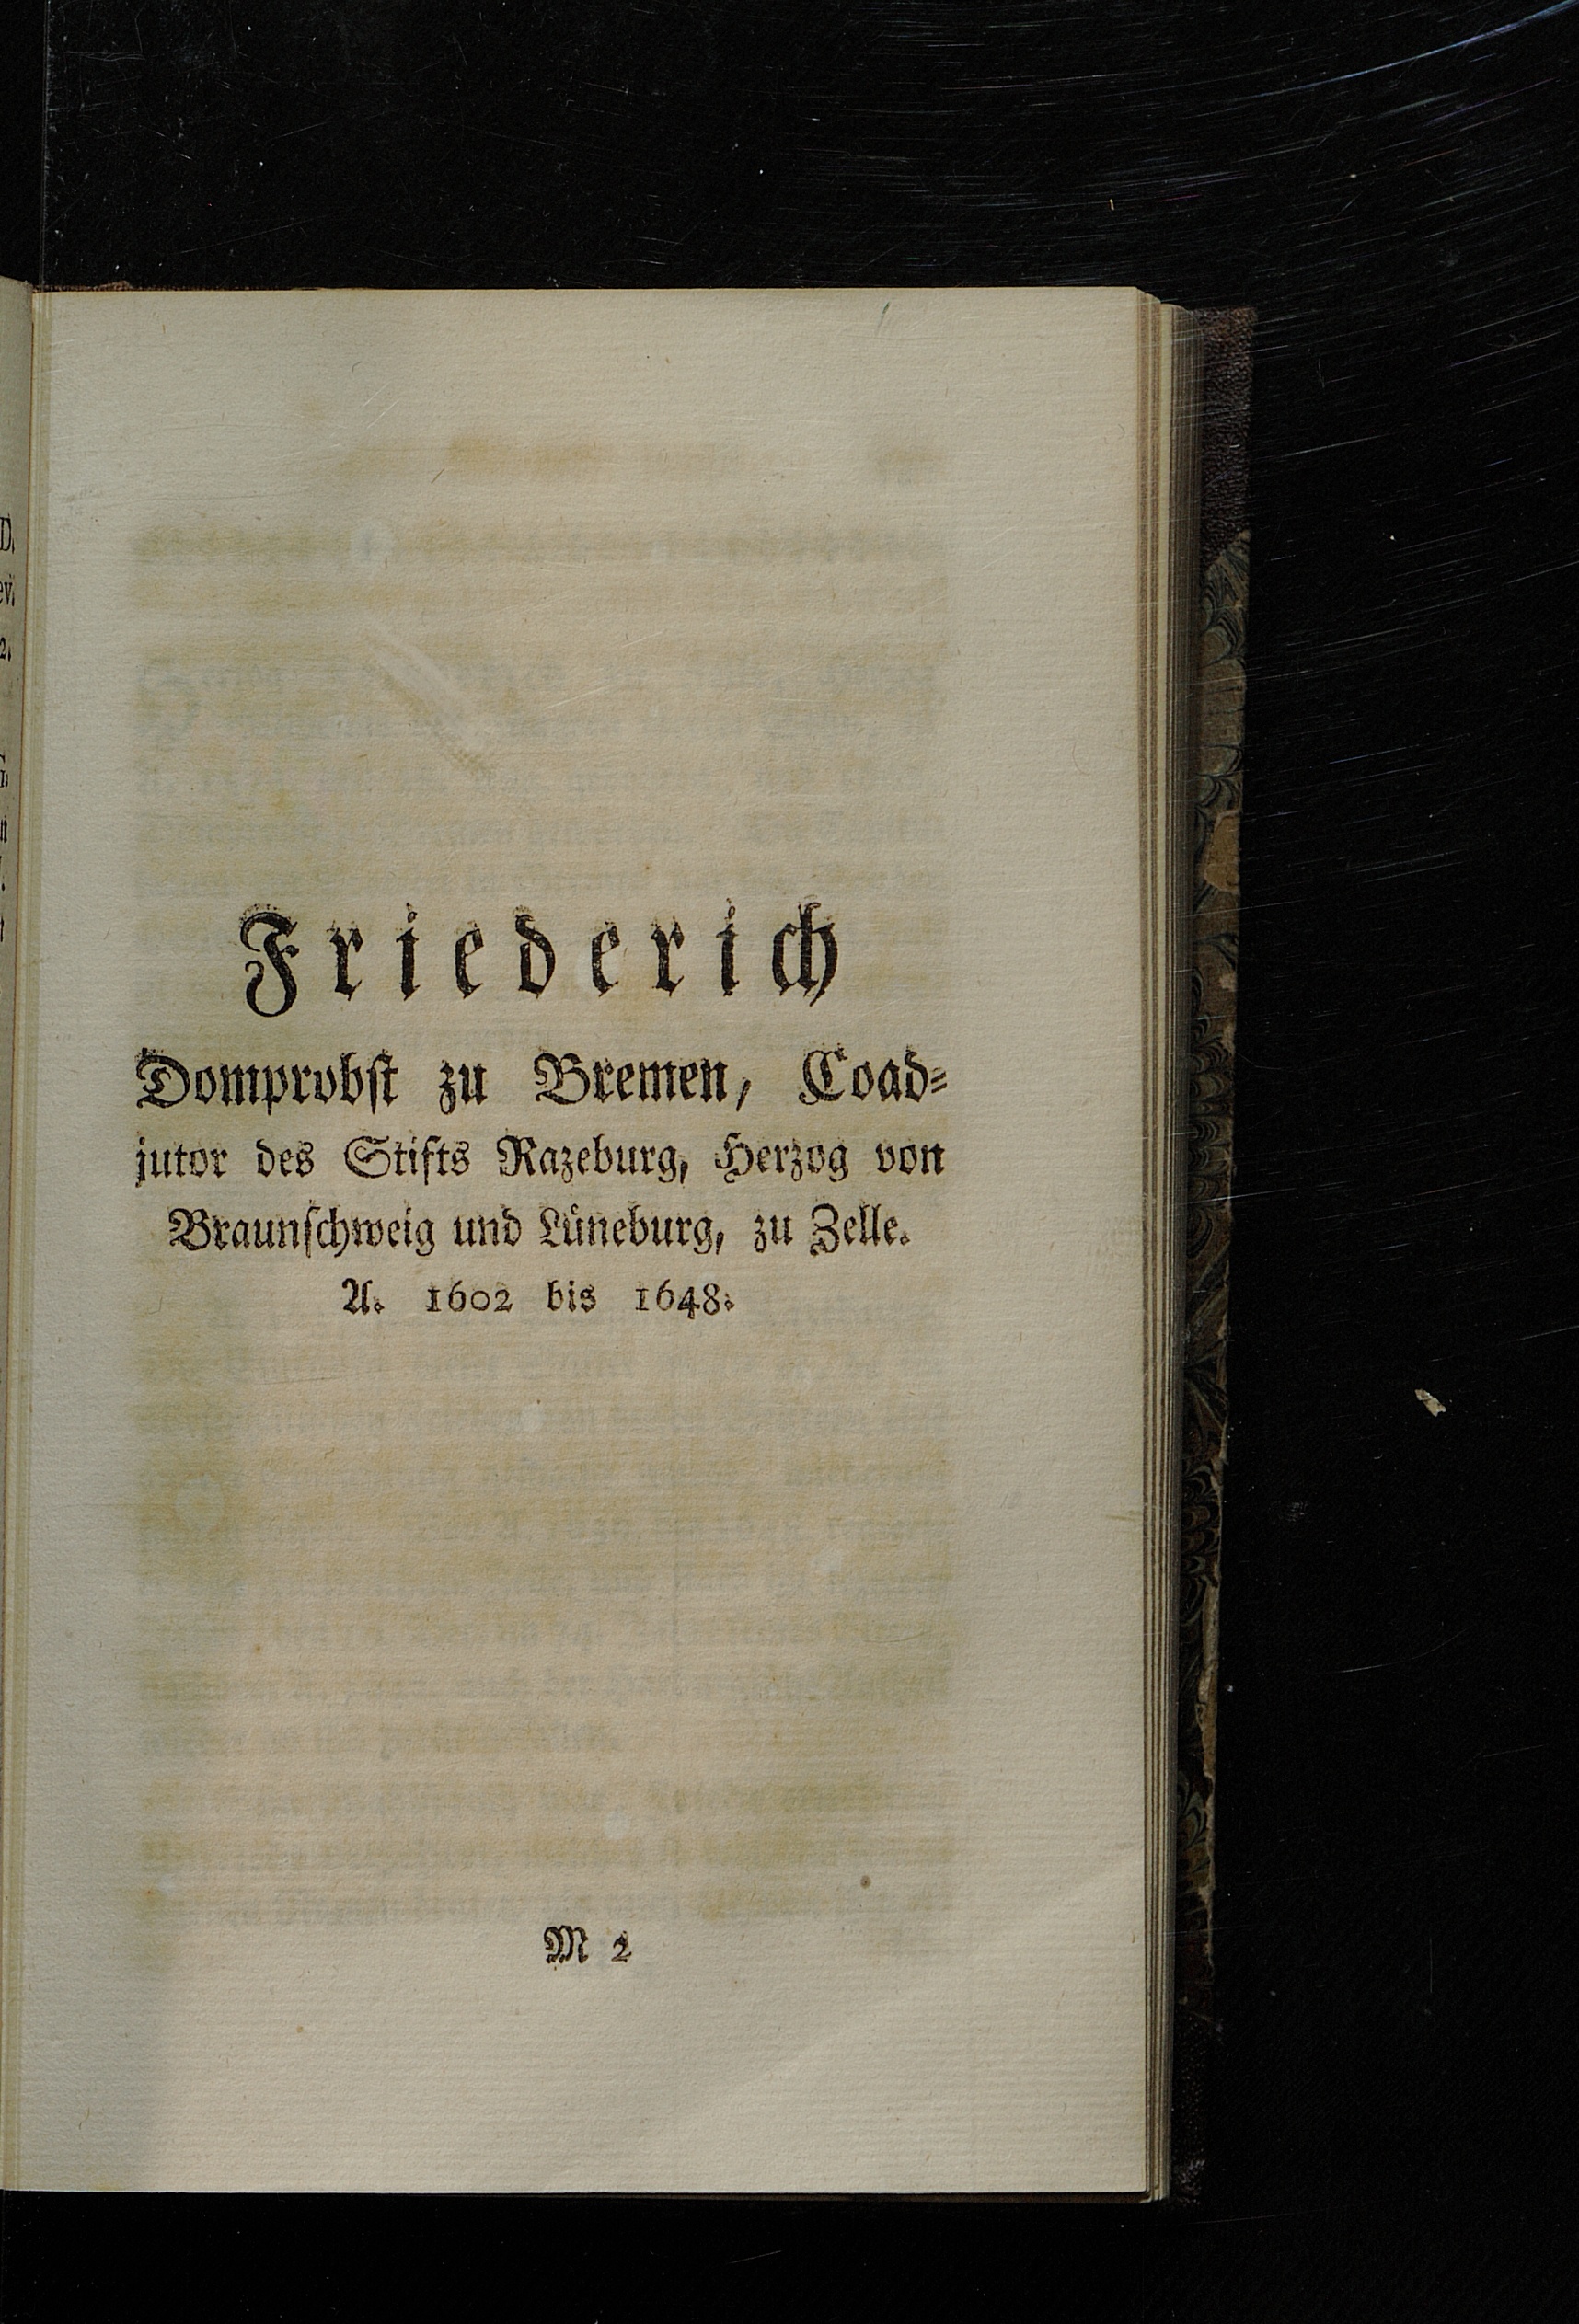 Friederich
Domprobst zu Bremen, Coad-
jutor des Stifts Razeburg, Herzog von
Braunschweig und Lüneburg, zu Zelle.
A. 1602 bis 1648.
M 2